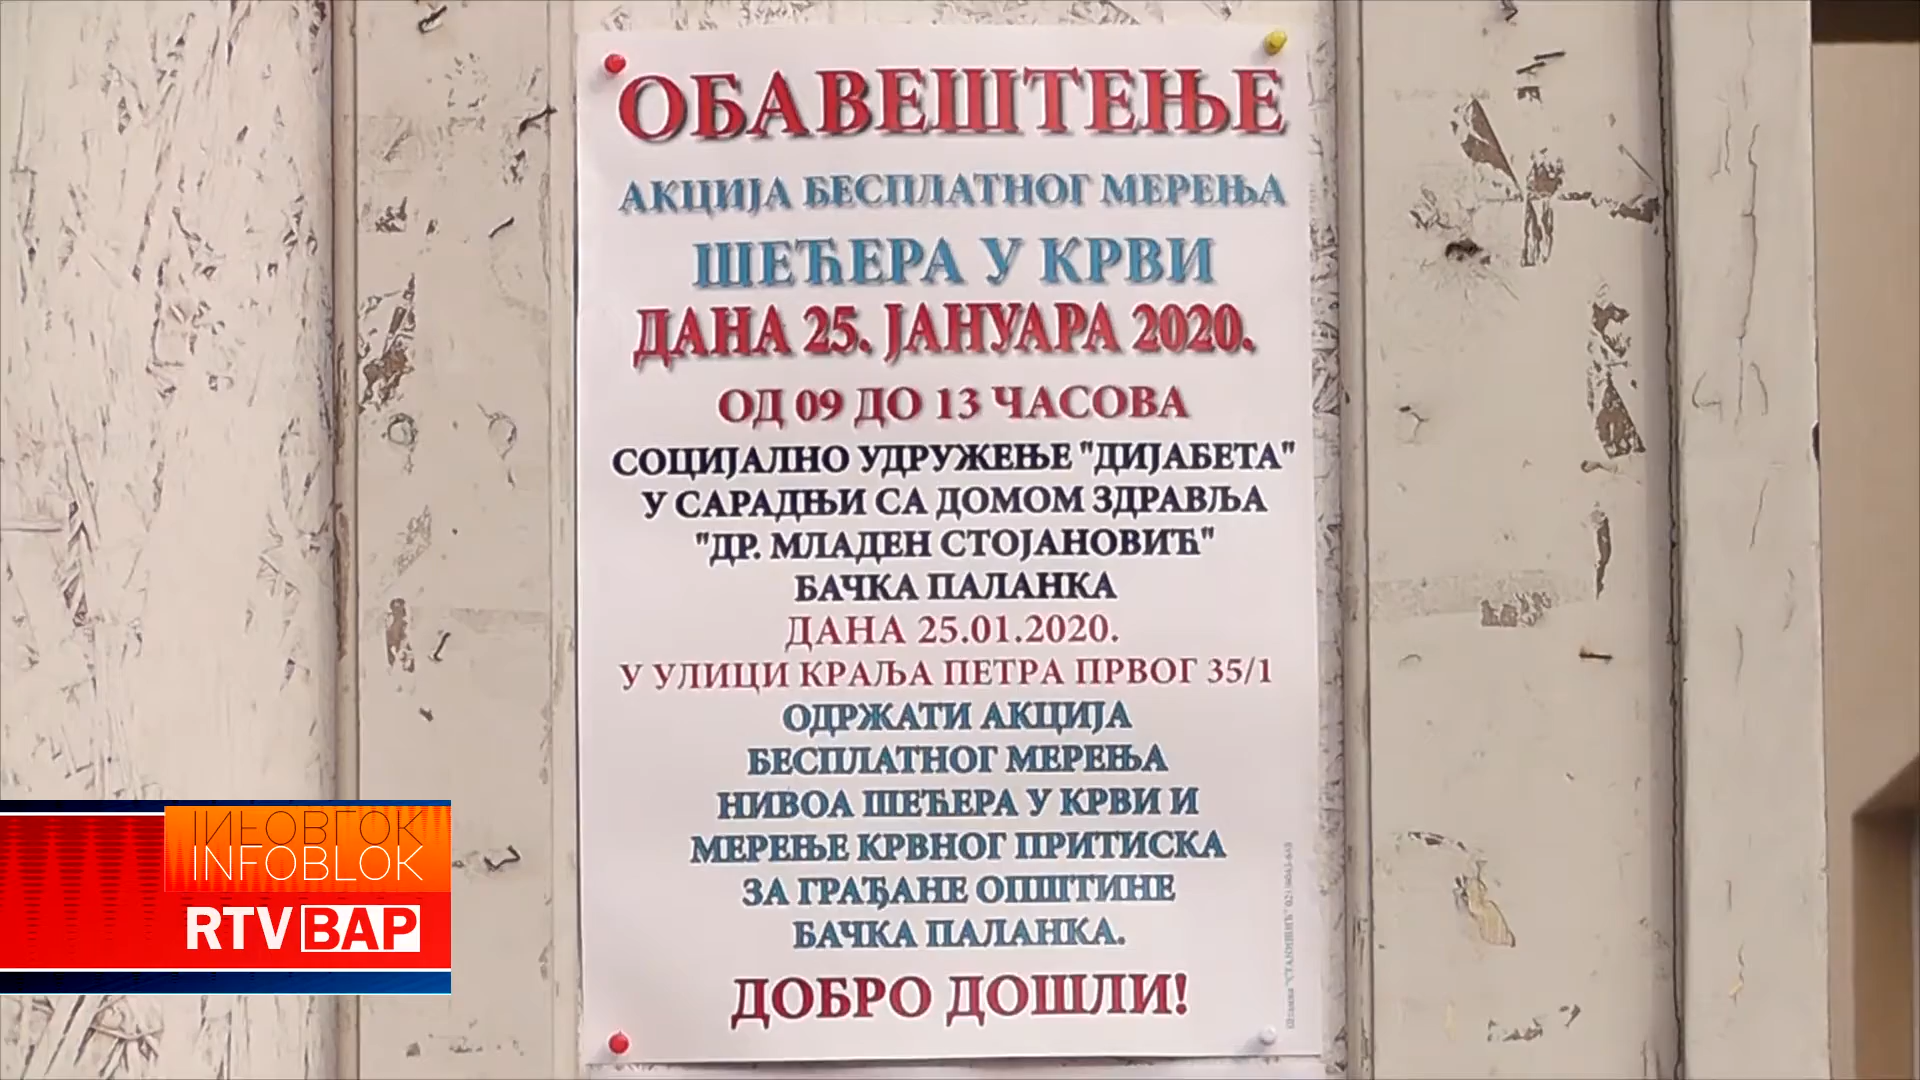 ОБАВЕШТЕЊЕ
АКЦИЈА БЕСПЛАТНОГ МЕРЕЊА
ШЕЋЕРА У КРВИ
ДАНА 25. ЈАНУАРА 2020.
ОД 09 ДО 13 ЧАСОВА
СОЦИЈАЛНО УДРУЖЕЊЕ "ДИЈАБЕТА"
У САРАДЊИ СА ДОМОМ ЗДРАВЉА
"ДР. МЛАДЕН СТОЈАНОВИЋ"
БАЧКА ПАЛАНКА
ДАНА 25.01.2020.
У УЛИЦИ КРАЉА ПЕТРА ПРВОГ 35/1
ОДРЖАТИ АКЦИЈА
БЕСПЛАТНОГ МЕРЕЊА
НИВОА ШЕЋЕРА У КРВИ И
МЕРЕЊЕ КРВНОГ ПРИТИСКА
ЗА ГРАЂАНЕ ОПШТИНЕ
БАЧКА ПАЛАНКА.
ДОБРО ДОШЛИ!
INFOBLOK
RTV BAP